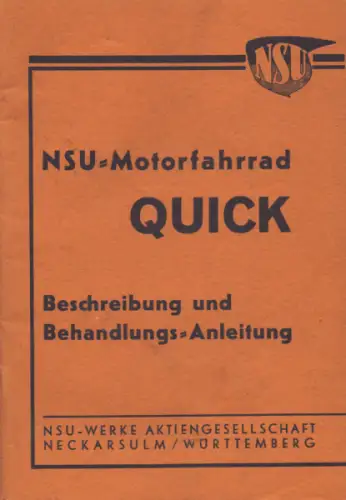 NSU
NSU=Motorfahrrad
QUICK
Beschreibung und
Behandlungs=Anleitung
NSU-WERKE AKTIENGESELLSCHAFT
NECKARSULM/WÜRTTEMBERG